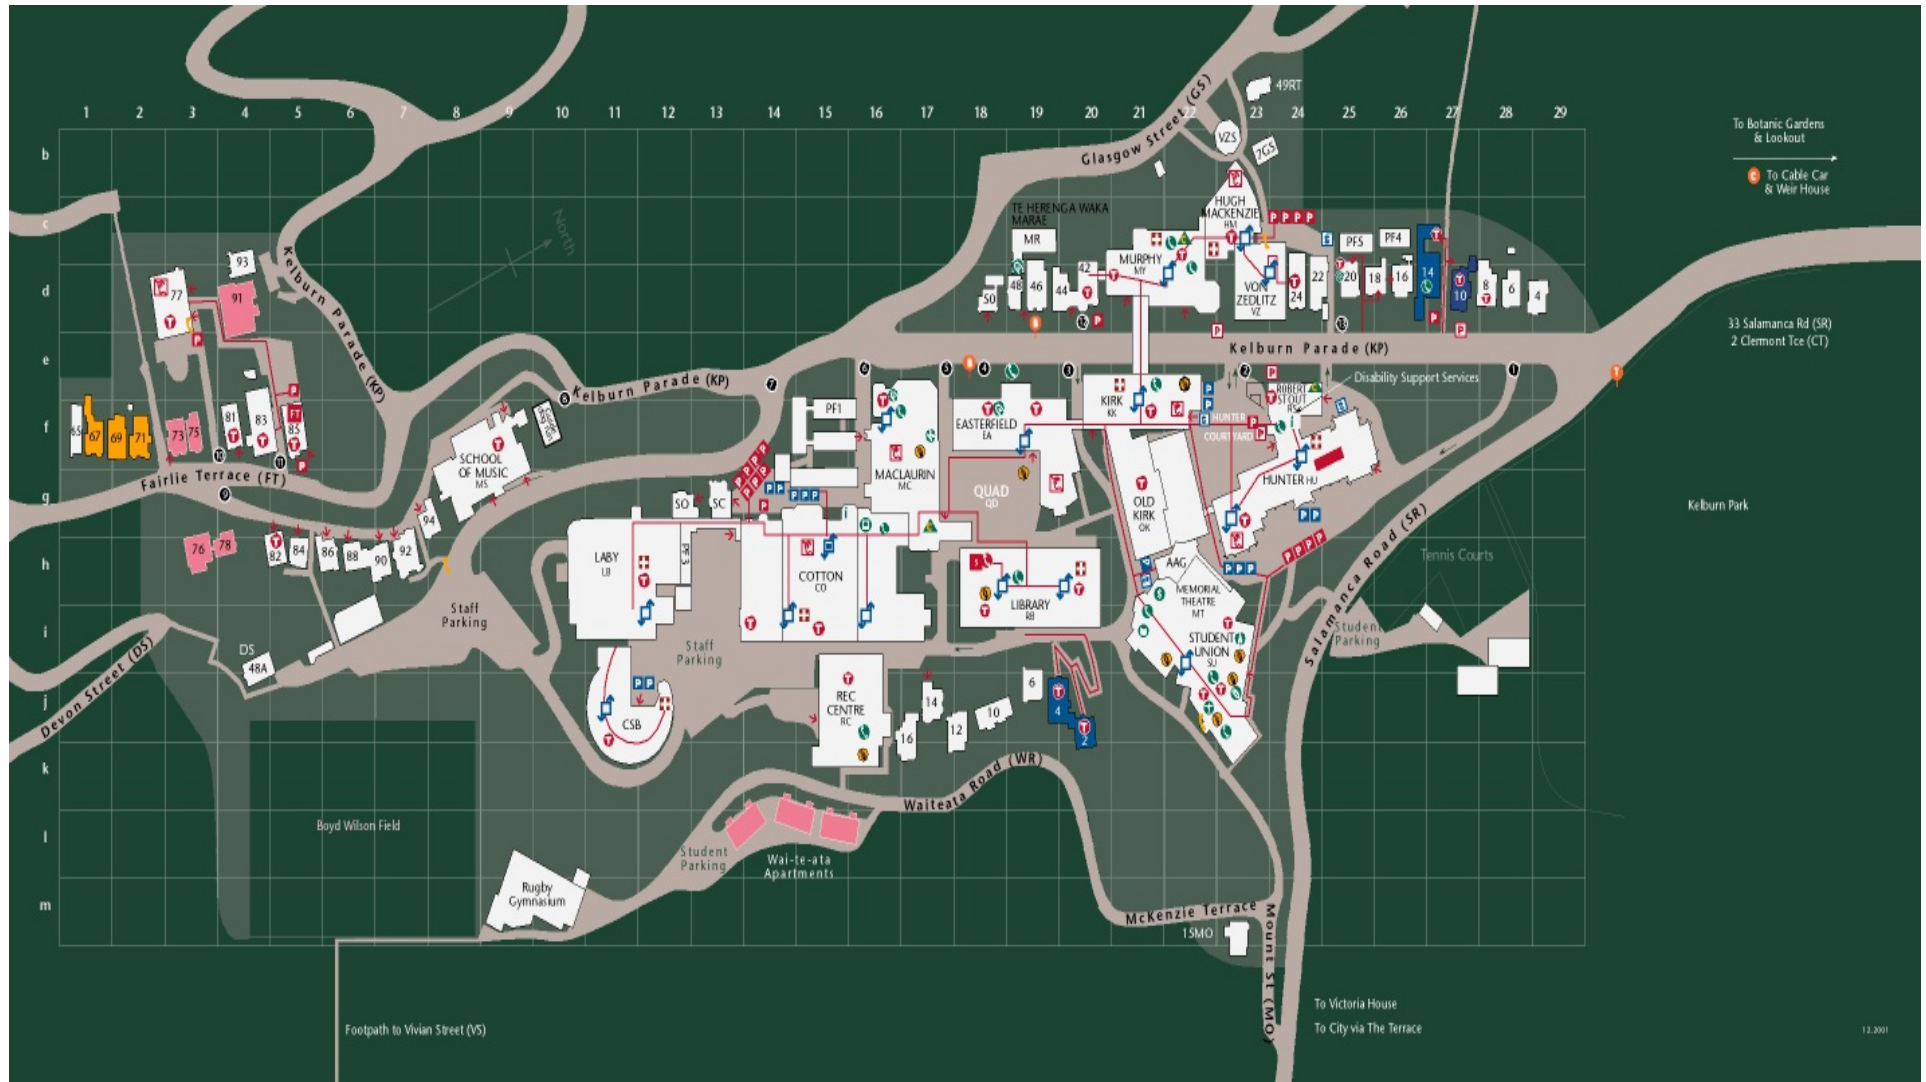 49RT
1 2 3 4 5 6 7 8 9 10 11 12 13 14 15 16 17 18 19 20 21 22 23 24 25 26 27 28 29
To Botanic Gardens
& Lookout
C To Cable Car
& Weir House
b
c
d
e
f
g
h
i
j
k
l
m
Glasgow Street (GS)
VZS
7GS
North
TE HERENGA WAKA
MARAE
MR
HUGH
MACKENZIE
HM
MURPHY
MY
VON
ZEDLITZ
VZ
PF5
PF4
50
48
46
44
42
24
22
20
18
16
14
10
8
6
4
33 Salamanca Rd (SR)
2 Clermont Tce (CT)
93
77
91
Kelburn Parade (KP)
Kelburn Parade (KP)
Kelburn Parade (KP)
Disability Support Services
65
67
69
71
73
75
81
83
85
FT
Fairlie Terrace (FT)
SCHOOL
OF MUSIC
MS
PF1
EASTERFIELD
EA
KIRK
KK
ROBERT
STOUT
RS
HUNTER
COURTYARD
MACLAURIN
MC
QUAD
QD
OLD
KIRK
OK
HUNTER HU
Kelburn Park
76
78
82
84
86
88
90
92
94
SO
SC
LABY
LB
PF3
COTTON
CO
LIBRARY
RB
AAG
MEMORIAL
THEATRE
MT
STUDENT
UNION
SU
Salamanca Road (SR)
Tennis Courts
Staff
Parking
Staff
Parking
Student
Parking
Devon Street (DS)
DS
48A
CSB
REC
CENTRE
RC
16
14
12
10
6
4
2
Waiteata Road (WR)
Boyd Wilson Field
Student
Parking
Wai-te-ata
Apartments
Rugby
Gymnasium
McKenzie Terrace
15MO
Mount St (MO)
Footpath to Vivian Street (VS)
To Victoria House
To City via The Terrace
12.2001